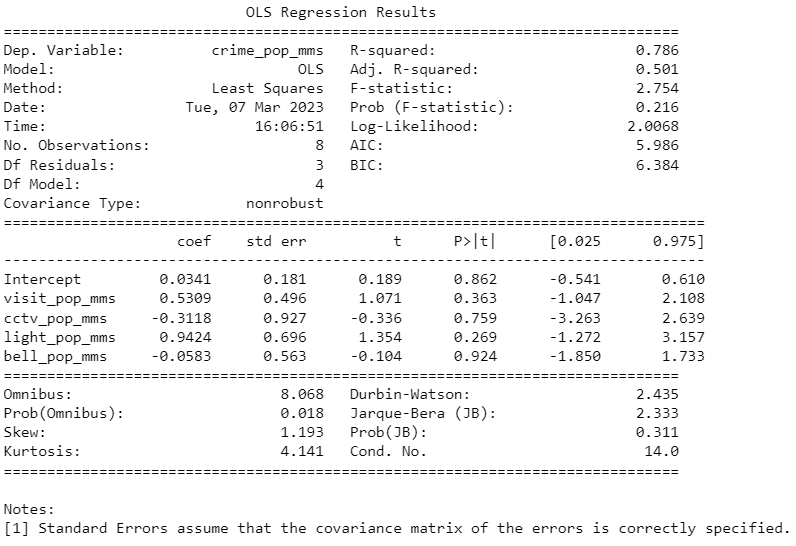 OLS Regression Results
==============================================================================
Dep. Variable:          crime_pop_mms   R-squared:                       0.786
Model:                            OLS   Adj. R-squared:                  0.501
Method:                 Least Squares   F-statistic:                     2.754
Date:                Tue, 07 Mar 2023   Prob (F-statistic):              0.216
Time:                        16:06:51   Log-Likelihood:                 2.0068
No. Observations:                   8   AIC:                             5.986
Df Residuals:                       3   BIC:                             6.384
Df Model:                           4
Covariance Type:            nonrobust
=================================================================================
                    coef    std err          t      P>|t|      [0.025      0.975]
---------------------------------------------------------------------------------
Intercept         0.0341      0.181      0.189      0.862      -0.541       0.610
visit_pop_mms     0.5309      0.496      1.071      0.363      -1.047       2.108
cctv_pop_mms     -0.3118      0.927     -0.336      0.759      -3.263       2.639
light_pop_mms     0.9424      0.696      1.354      0.269      -1.272       3.157
bell_pop_mms     -0.0583      0.563     -0.104      0.924      -1.850       1.733
==============================================================================
Omnibus:                        8.068   Durbin-Watson:                   2.435
Prob(Omnibus):                  0.018   Jarque-Bera (JB):                2.333
Skew:                           1.193   Prob(JB):                        0.311
Kurtosis:                       4.141   Cond. No.                         14.0
==============================================================================
Notes:
[1] Standard Errors assume that the covariance matrix of the errors is correctly specified.